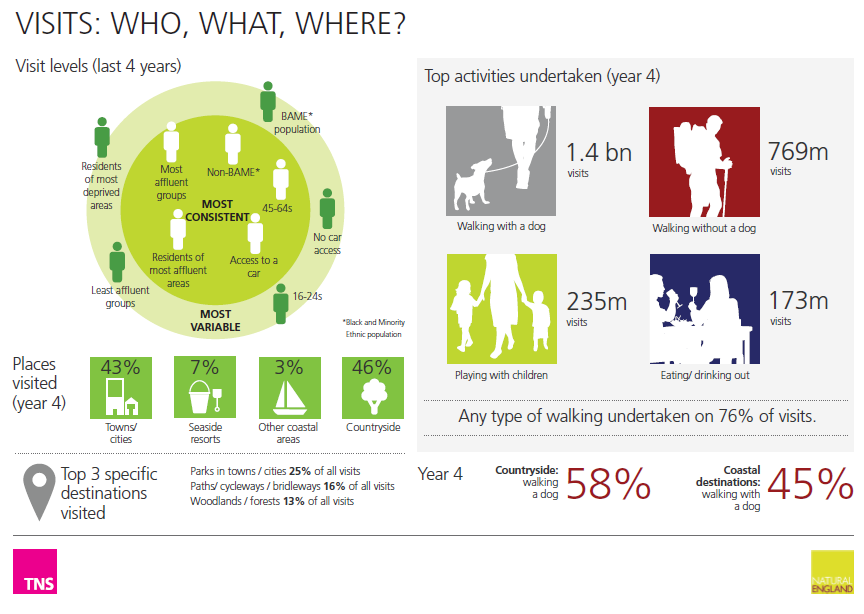 VISITS: WHO, WHAT, WHERE?
Visit levels (last 4 years)
BAME*
population
Residents
of most
deprived
areas
Most
affluent
groups
Non-BAME*
MOST
CONSISTENT
45-64s
No car
access
Residents of
most affluent
areas
Access to a
car
Least affluent
groups
16-24s
MOST
VARIABLE
*Black and Minority
Ethnic population
Places
visited
(year 4)
43%
Towns/
cities
7%
Seaside
resorts
3%
Other coastal
areas
46%
Countryside
Top 3 specific
destinations
visited
Parks in towns / cities 25% of all visits
Paths/ cycleways / bridleways 16% of all visits
Woodlands / forests 13% of all visits
Top activities undertaken (year 4)
1.4 bn
visits
Walking with a dog
769m
visits
Walking without a dog
235m
visits
Playing with children
173m
visits
Eating/ drinking out
Any type of walking undertaken on 76% of visits.
Year 4
Countryside:
walking
a dog
58%
Coastal
destinations:
walking with
a dog
45%
TNS
NATURAL
ENGLAND